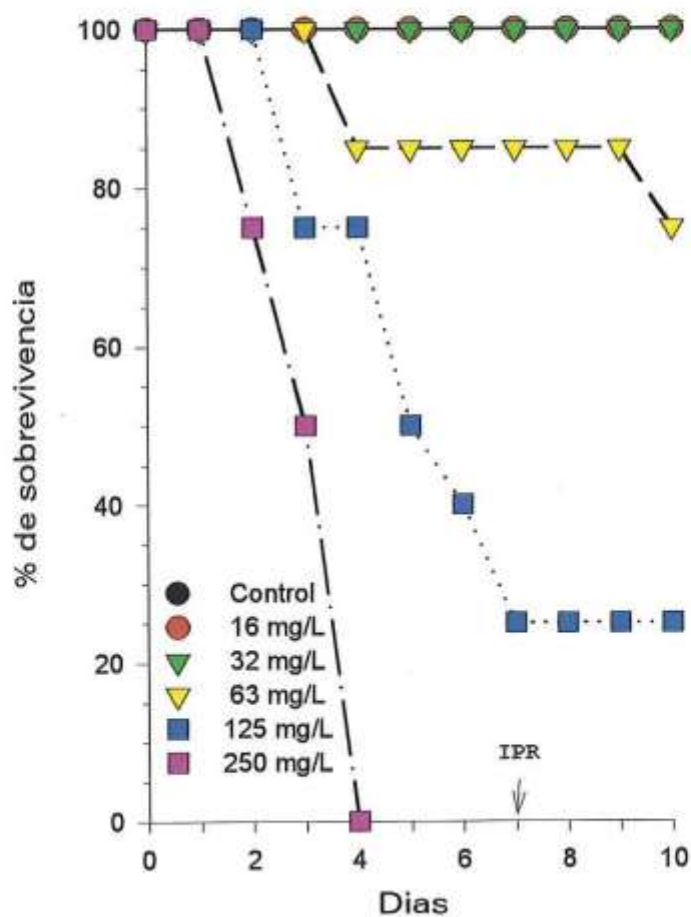 100
80
60
40
20
0
% de sobrevivencia
Control
16 mg/L
32 mg/L
63 mg/L
125 mg/L
250 mg/L
IPR
0 2 4 6 8 10
Dias